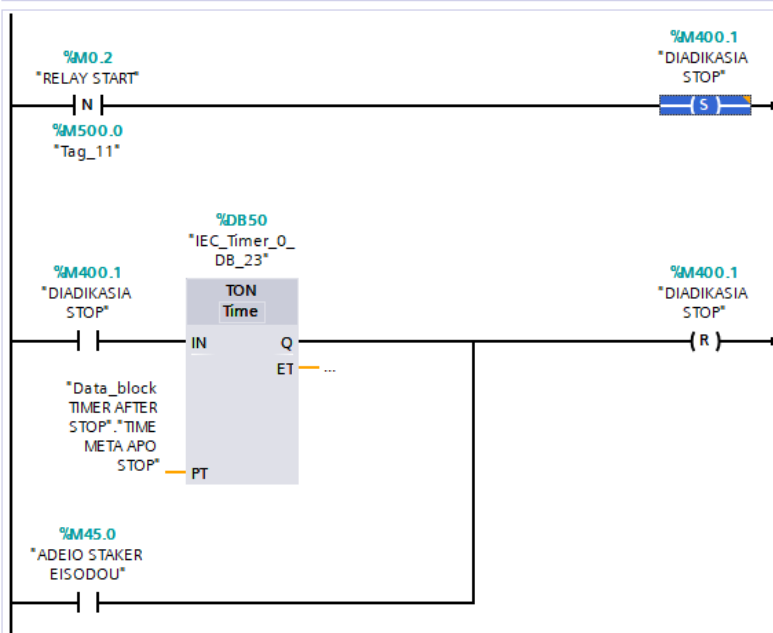 %M0.2
"RELAY START"
N
%M500.0
"Tag_11"
%M400.1
"DIADIKASIA
STOP"
S
%DB50
"IEC_Timer_0_
DB_23"
%M400.1
"DIADIKASIA
STOP"
TON
Time
IN
Q
ET
...
"Data_block
TIMER AFTER
STOP"."TIME
META APO
STOP"
PT
%M400.1
"DIADIKASIA
STOP"
R
%M45.0
"ADEIO STAKER
EISODOU"